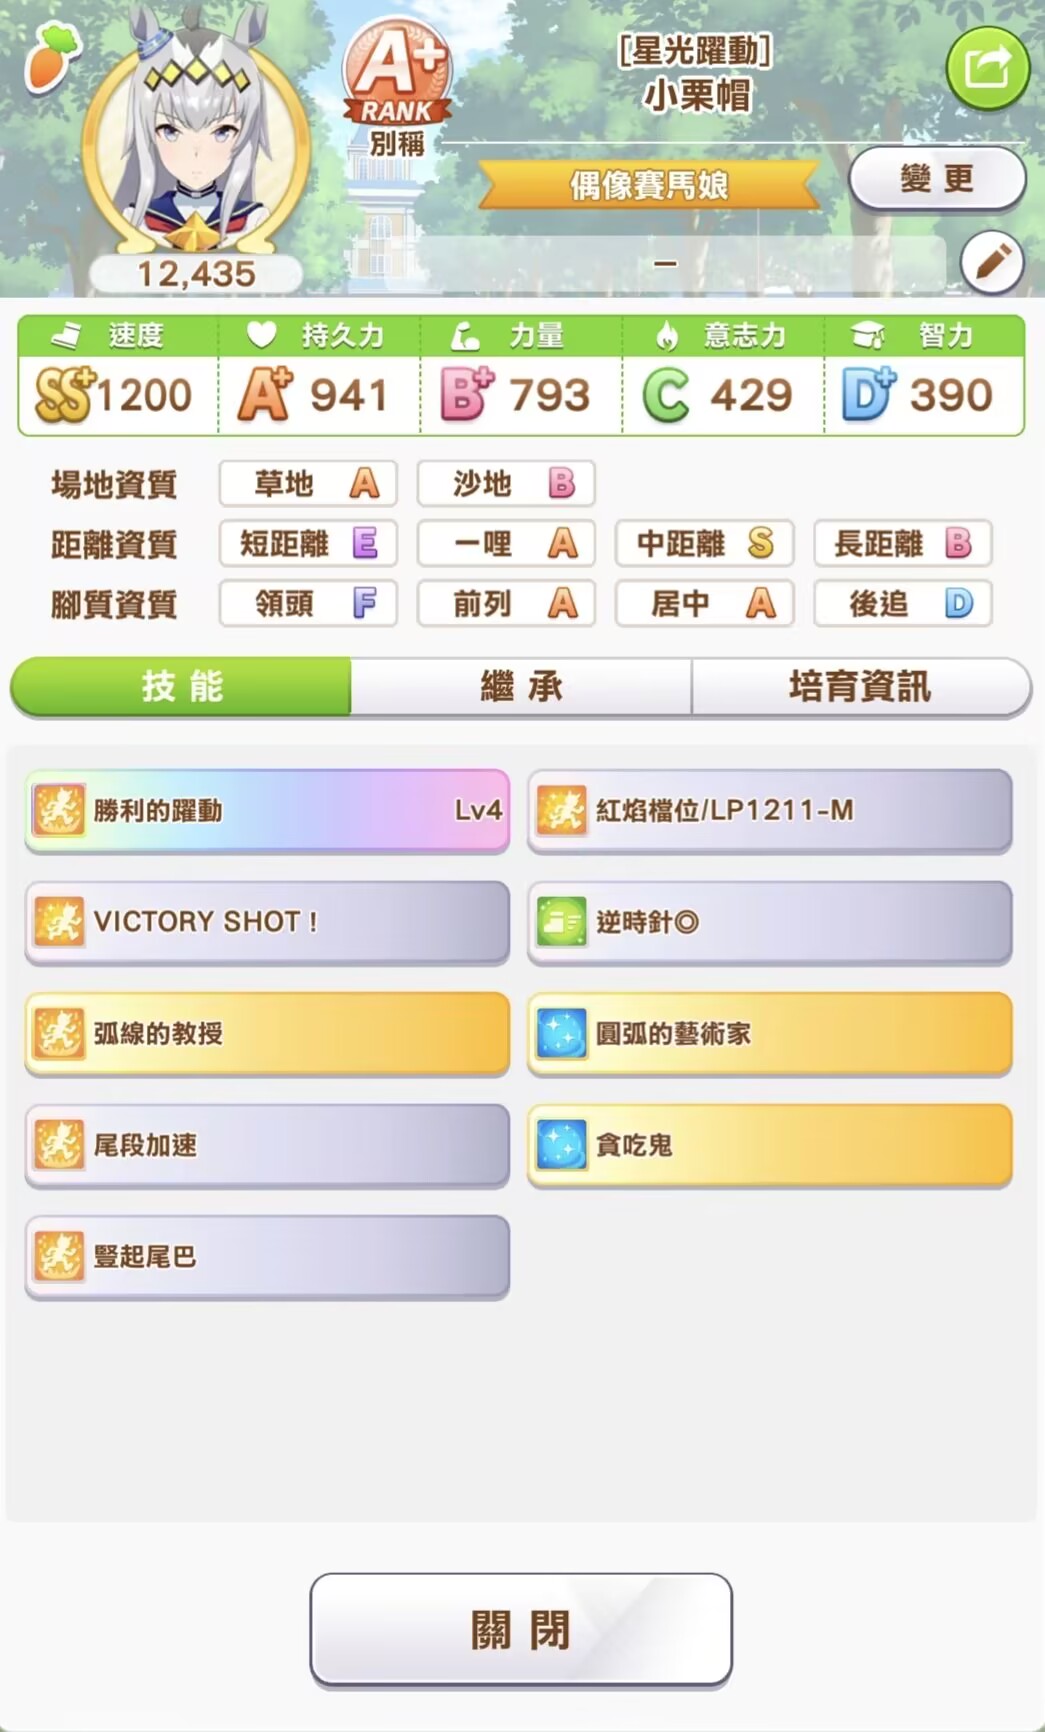 A+
RANK
別稱
[星光躍動]
小栗帽
偶像賽馬娘
變更
12,435
–
速度 持久力 力量 意志力 智力
SS+ 1200 A+ 941 B+ 793 C 429 D+ 390
場地資質 草地 A 沙地 B
距離資質 短距離 E 一哩 A 中距離 S 長距離 B
腳質資質 領頭 F 前列 A 居中 A 後追 D
技能 繼承 培育資訊
勝利的躍動 Lv4 紅焰檔位/LP1211-M
VICTORY SHOT！ 逆時針◎
弧線的教授 圓弧的藝術家
尾段加速 貪吃鬼
豎起尾巴
關閉